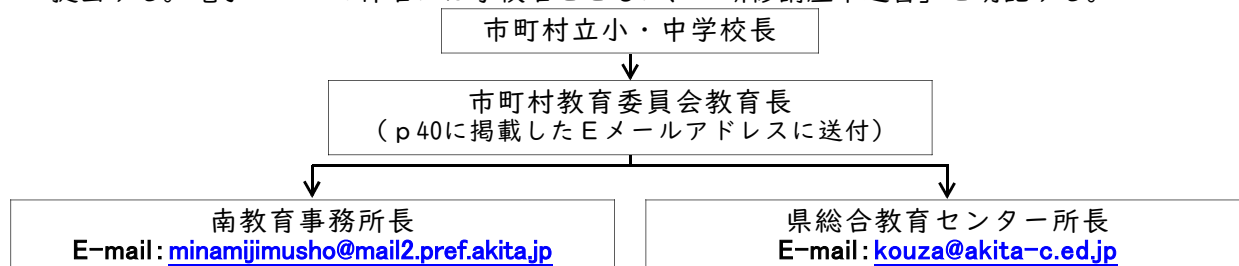 市町村立小・中学校長
市町村教育委員会教育長
(p40に掲載したEメールアドレスに送付)
南教育事務所長
E-mail:minamijimusho@mail2.pref.akita.jp
県総合教育センター所長
E-mail:kouza@akita-c.ed.jp